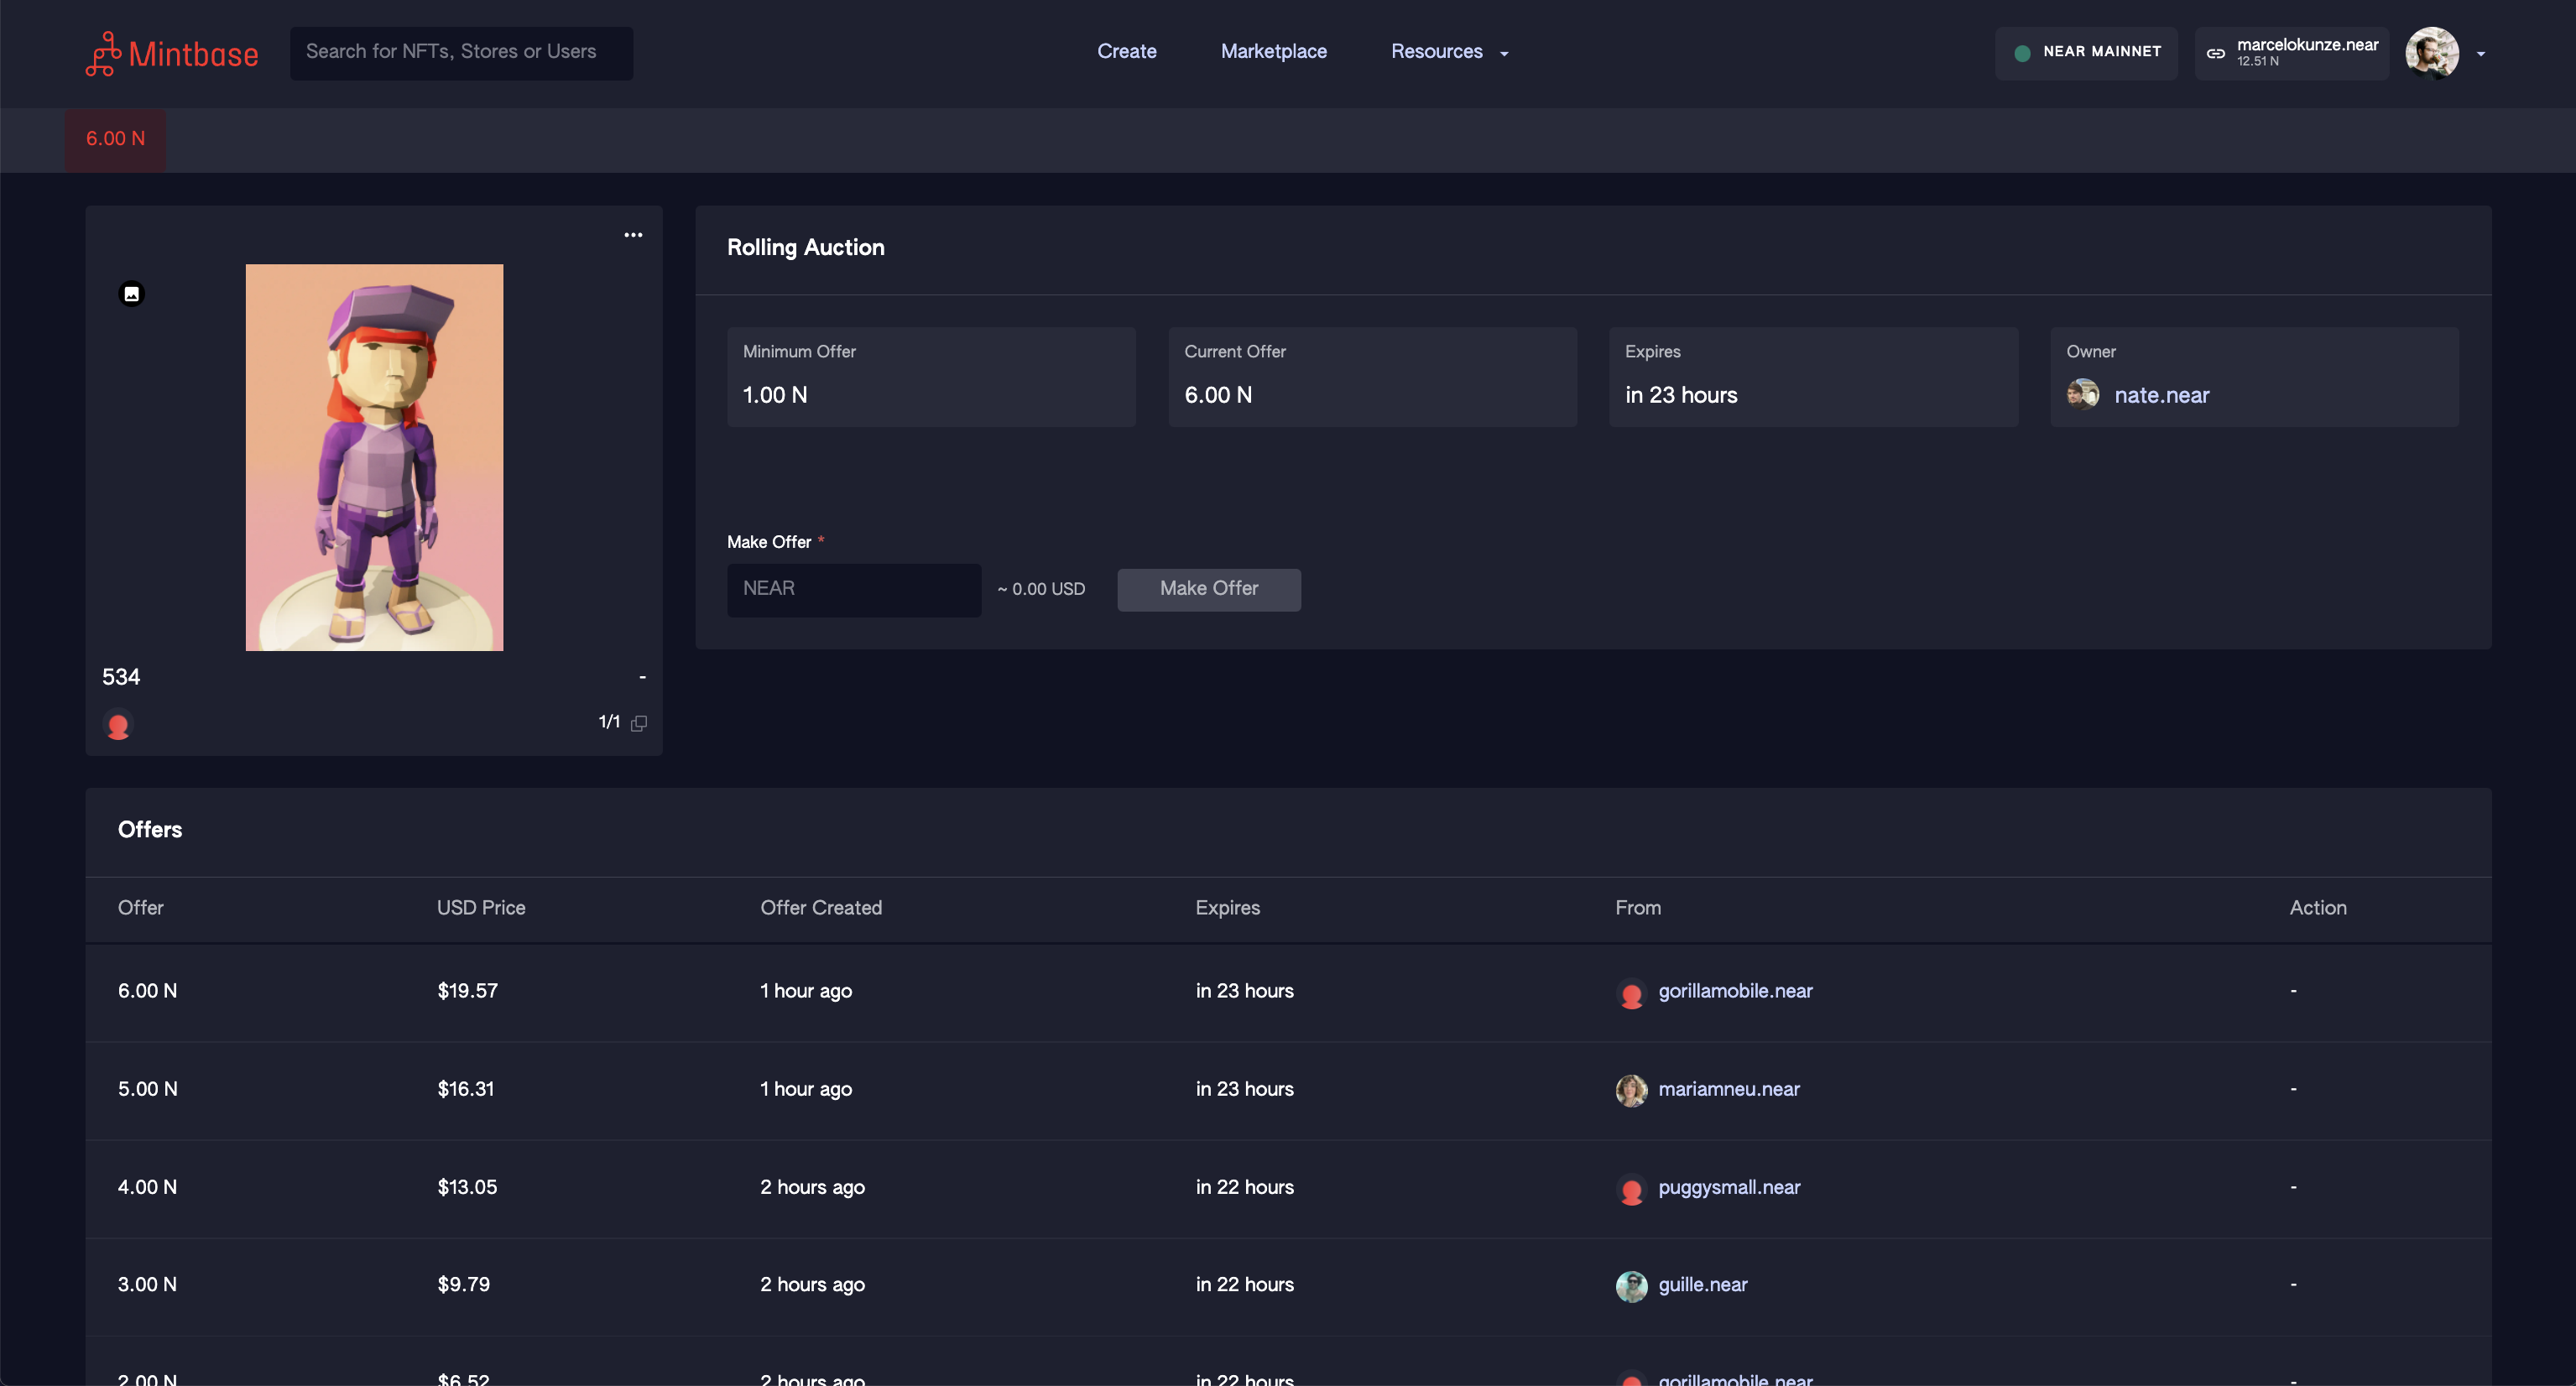 Mintbase
Search for NFTs, Stores or Users
Create
Marketplace
Resources
NEAR MAINNET
marcelokunze.near
12.51 N
6.00 N
Rolling Auction
Minimum Offer
1.00 N
Current Offer
6.00 N
Expires
in 23 hours
Owner
nate.near
Make Offer *
NEAR
~ 0.00 USD
Make Offer
534
-
1/1
Offers
Offer USD Price Offer Created Expires From Action
6.00 N $19.57 1 hour ago in 23 hours gorillamobile.near -
5.00 N $16.31 1 hour ago in 23 hours mariamneu.near -
4.00 N $13.05 2 hours ago in 22 hours puggysmall.near -
3.00 N $9.79 2 hours ago in 22 hours guille.near -
2.00 N $6.52 2 hours ago in 22 hours gorillamobile.near -